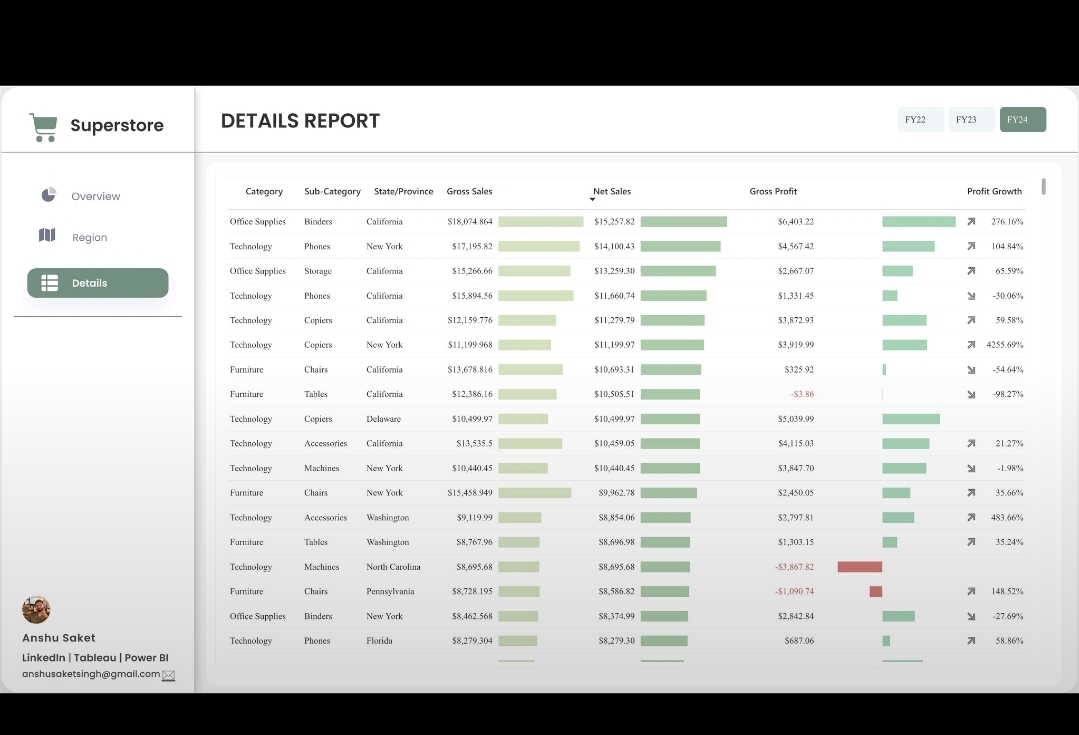 Superstore
DETAILS REPORT
FY22 FY23 FY24
Overview
Region
Details
Category Sub-Category State/Province Gross Sales Net Sales Gross Profit Profit Growth
Office Supplies Binders California $18,074.864 $15,257.82 $6,403.22 276.16%
Technology Phones New York $17,195.82 $14,100.43 $4,567.42 104.84%
Office Supplies Storage California $15,266.66 $13,259.30 $2,667.07 65.59%
Technology Phones California $15,894.56 $11,660.74 $1,331.45 -30.06%
Technology Copiers California $12,159.776 $11,279.79 $3,872.93 59.58%
Technology Copiers New York $11,199.968 $11,199.97 $3,919.99 4255.69%
Furniture Chairs California $13,678.816 $10,693.31 $325.92 -54.64%
Furniture Tables California $12,386.16 $10,505.51 -$3.86 -98.27%
Technology Copiers Delaware $10,499.97 $10,499.97 $5,039.99
Technology Accessories California $13,535.5 $10,459.05 $4,115.03 21.27%
Technology Machines New York $10,440.45 $10,440.45 $3,847.70 -1.98%
Furniture Chairs New York $15,458.949 $9,962.78 $2,450.05 35.66%
Technology Accessories Washington $9,119.99 $8,854.06 $2,797.81 483.66%
Furniture Tables Washington $8,767.96 $8,696.98 $1,303.15 35.24%
Technology Machines North Carolina $8,695.68 $8,695.68 -$3,867.82
Furniture Chairs Pennsylvania $8,728.195 $8,586.82 -$1,090.74 148.52%
Office Supplies Binders New York $8,462.568 $8,374.99 $2,842.84 -27.69%
Technology Phones Florida $8,279.304 $8,279.30 $687.06 58.86%
Anshu Saket
LinkedIn | Tableau | Power BI
anshusaketsingh@gmail.com